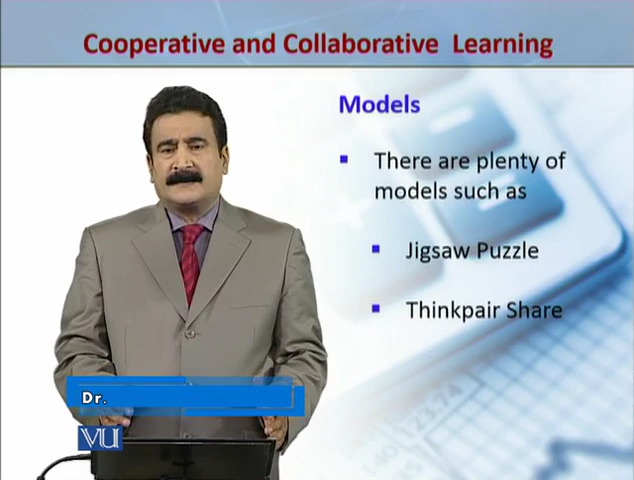 Cooperative and Collaborative Learning
Models
There are plenty of
models such as
Jigsaw Puzzle
Thinkpair Share
Dr.
VU